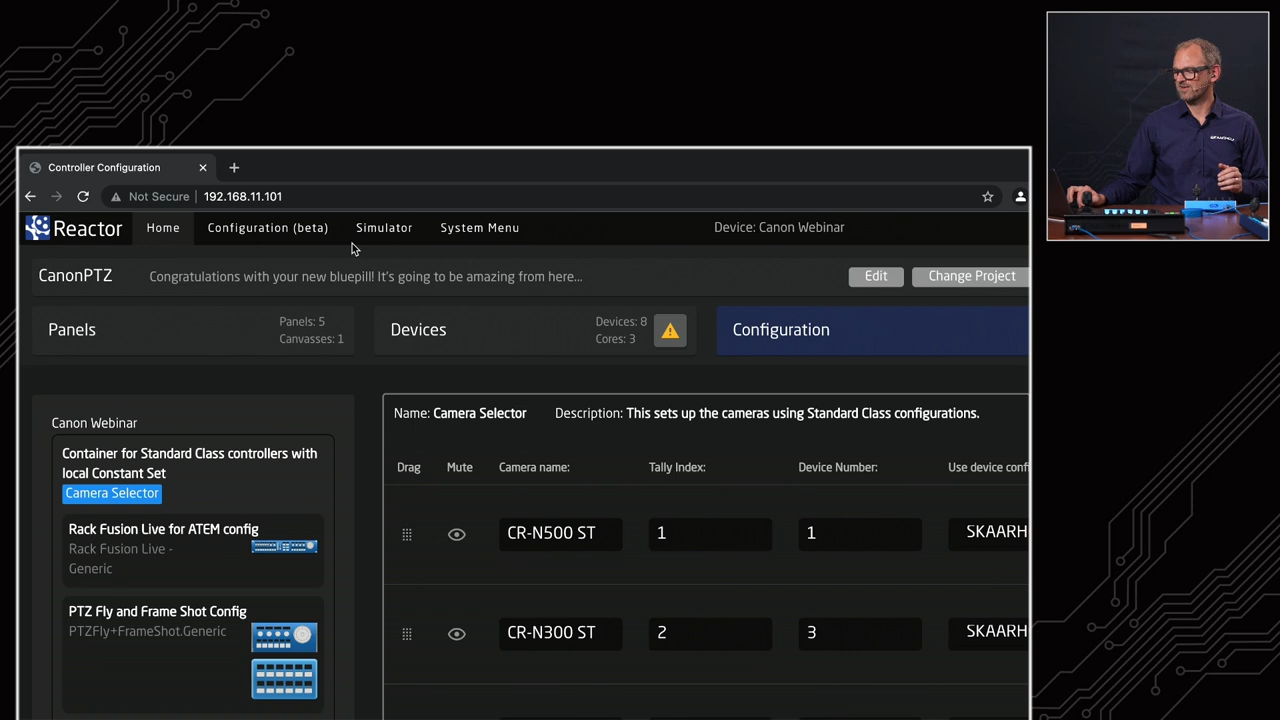 Controller Configuration
Not Secure 192.168.11.101
Reactor Home Configuration (beta) Simulator System Menu Device: Canon Webinar
CanonPTZ Congratulations with your new bluepill! It's going to be amazing from here... Edit Change Project
Panels Panels: 5
Canvasses: 1
Devices Devices: 8
Cores: 3
Configuration
Canon Webinar
Container for Standard Class controllers with
local Constant Set
Camera Selector
Rack Fusion Live for ATEM config
Rack Fusion Live -
Generic
PTZ Fly and Frame Shot Config
PTZFly+FrameShot.Generic
Name: Camera Selector Description: This sets up the cameras using Standard Class configurations.
Drag Mute Camera name: Tally Index: Device Number: Use device confi
CR-N500 ST 1 1 SKAARH
CR-N300 ST 2 3 SKAARH
SKAARHOJ